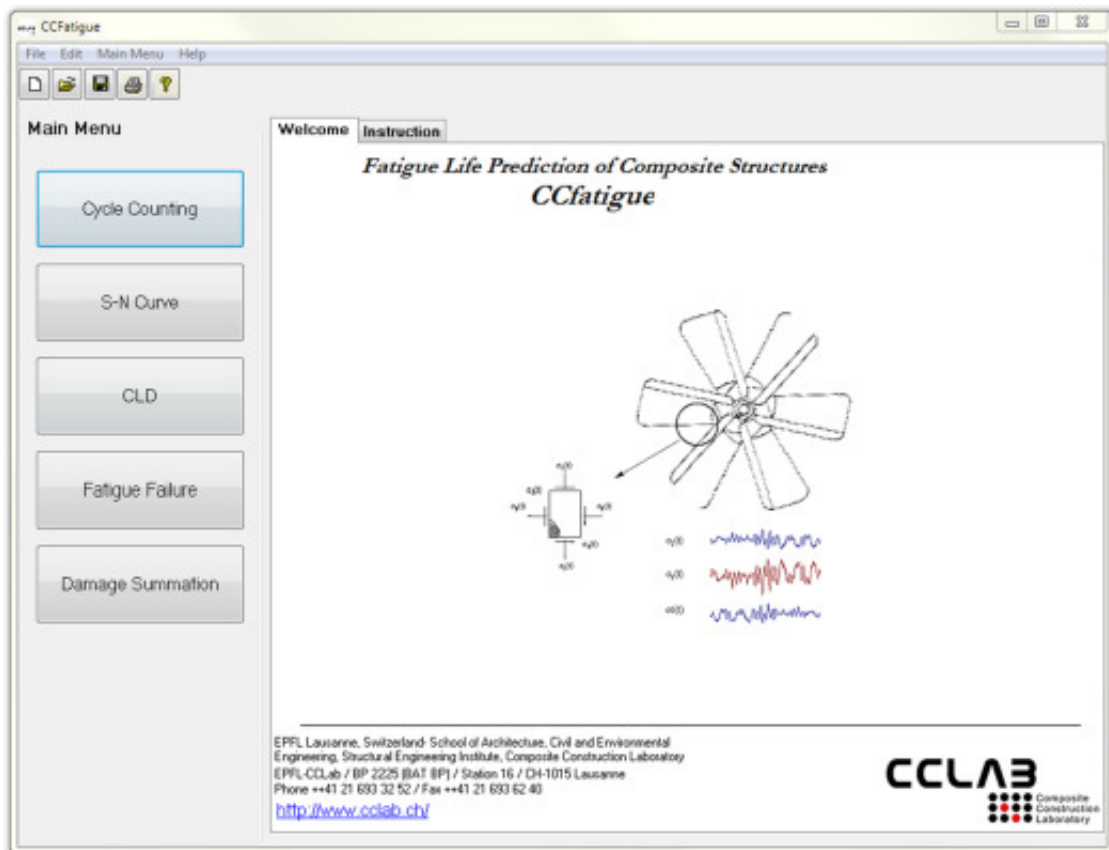 CCFatigue
File Edit Main Menu Help
Main Menu
Cycle Counting
S-N Curve
CLD
Fatigue Failure
Damage Summation
Welcome Instruction
Fatigue Life Prediction of Composite Structures
CCfatigue
EPFL Lausanne, Switzerland- School of Architecture, Civil and Environmental
Engineering, Structural Engineering Institute, Composite Construction Laboratory
EPFL-CCLab / BP 2225 (BAT BP) / Station 16 / CH-1015 Lausanne
Phone ++41 21 693 32 52 / Fax ++41 21 693 62 40
http://www.cclab.ch/
CCLAB
Composite
Construction
Laboratory